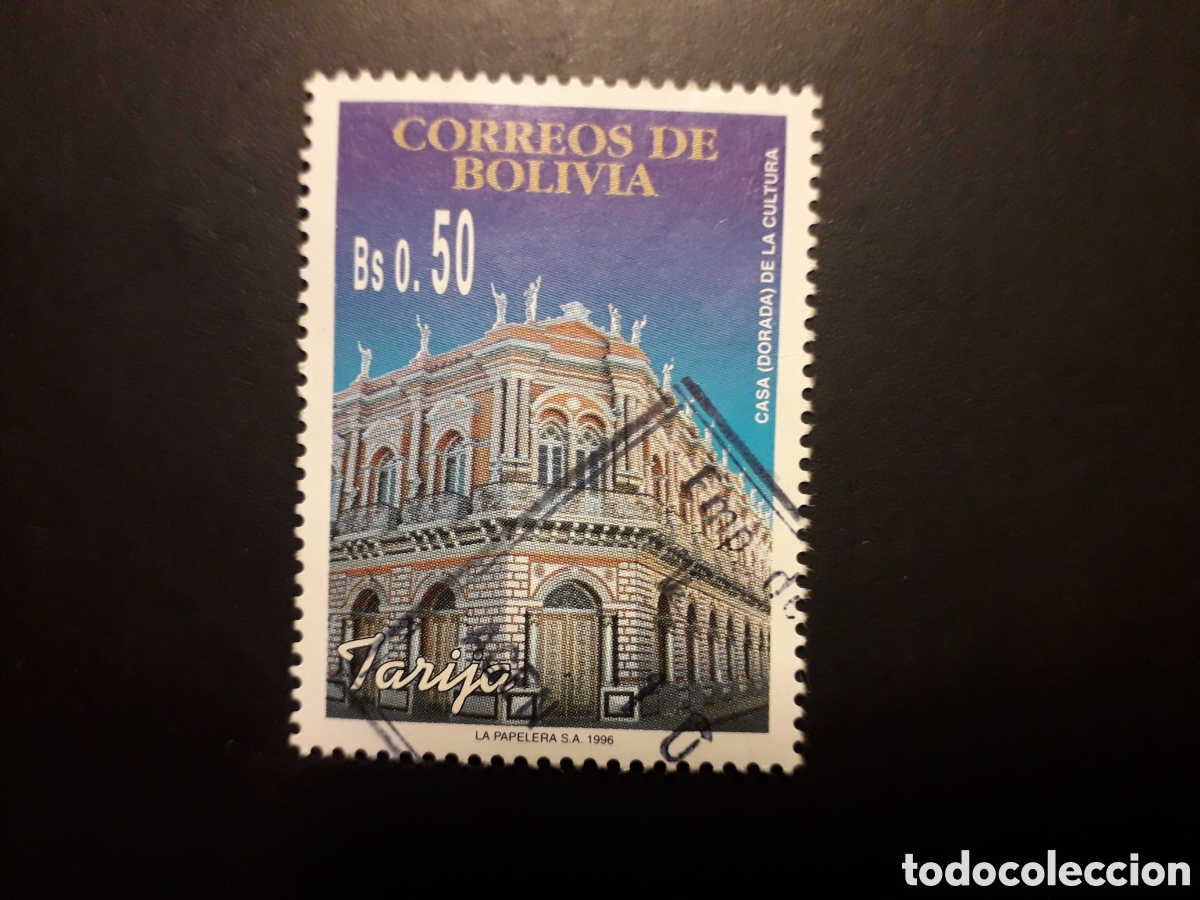 CORREOS DE
BOLIVIA
Bs 0.50
CASA (DORADA) DE LA CULTURA
Tarija
LA PAPELERA S.A. 1996
todocoleccion